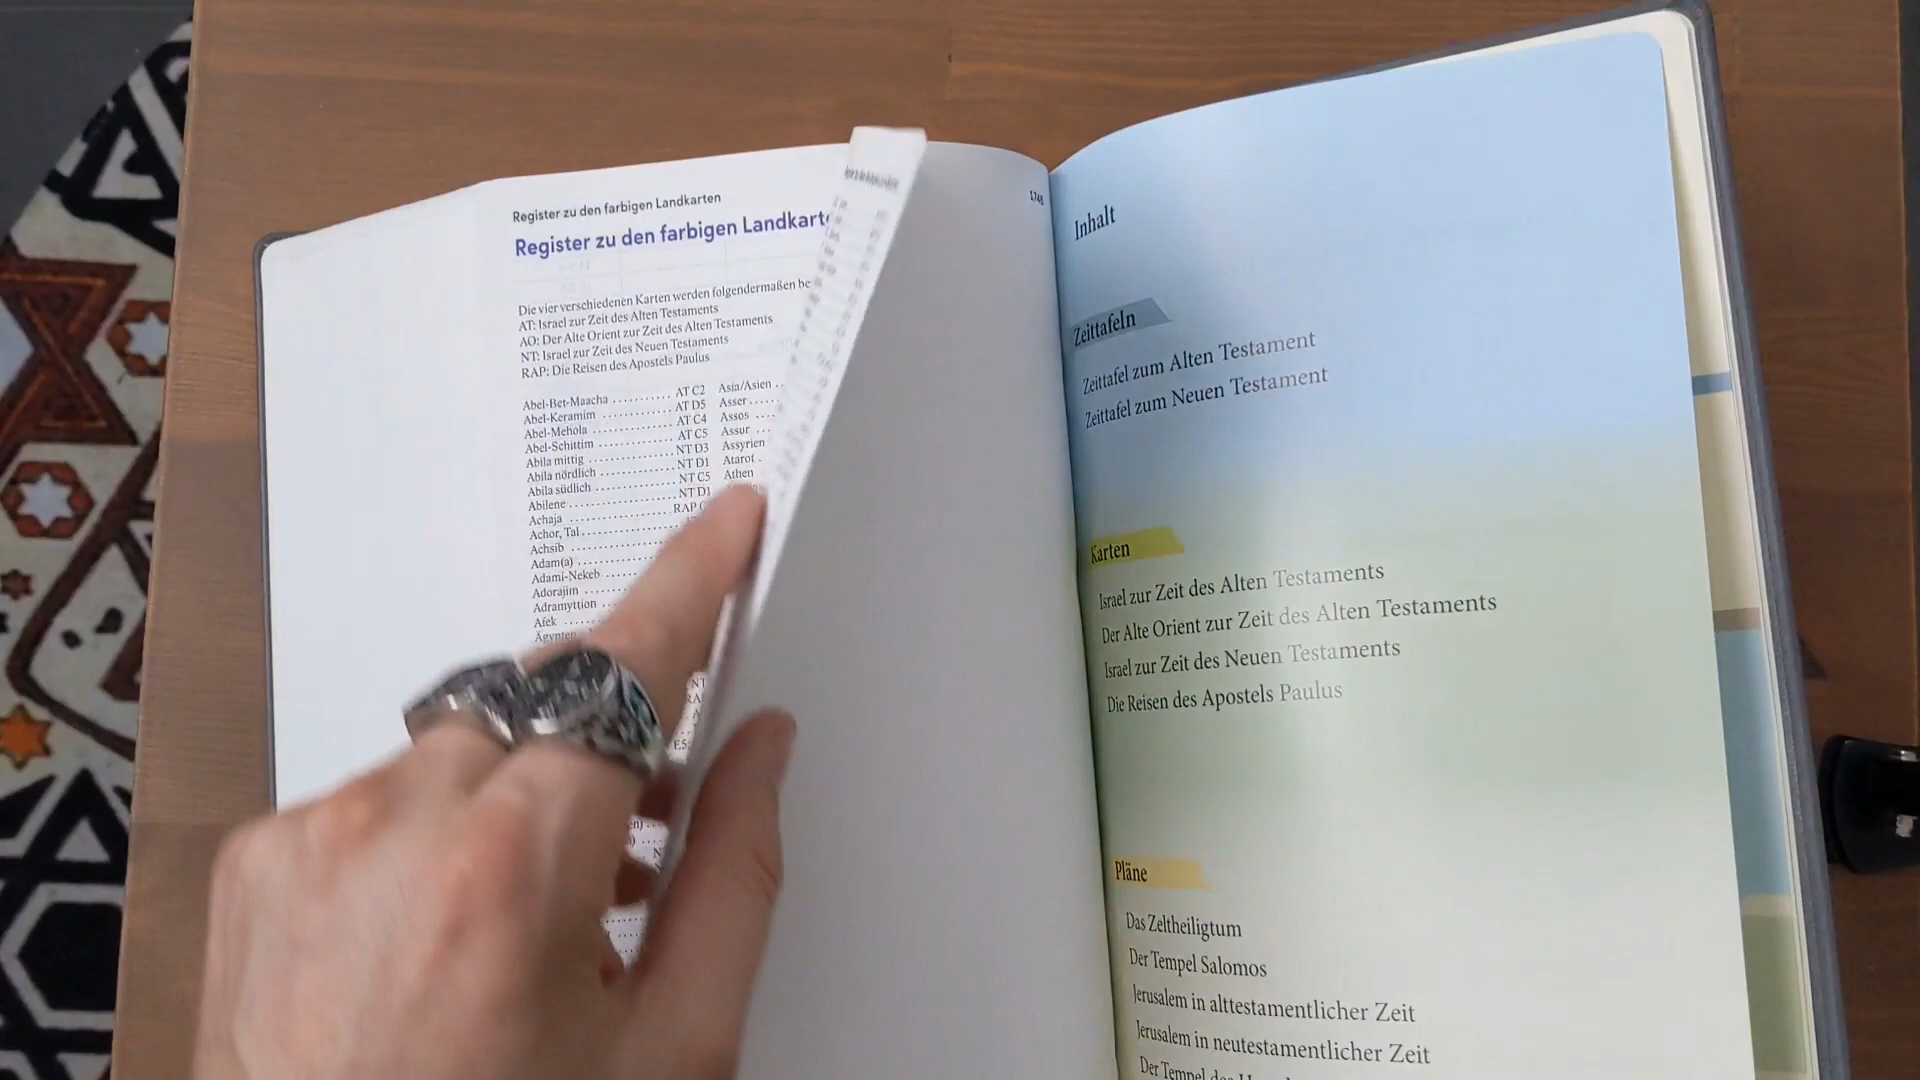 Register zu den farbigen Landkarten
Register zu den farbigen Landkart
Die vier verschiedenen Karten werden folgendermaßen be
AT: Israel zur Zeit des Alten Testaments
AO: Der Alte Orient zur Zeit des Alten Testaments
NT: Israel zur Zeit des Neuen Testaments
RAP: Die Reisen des Apostels Paulus
Abel-Bet-Maacha ........... AT C2
Abel-Keramim ............. AT D5
Abel-Mehola .............. AT C4
Abel-Schittim ............. AT C5
Abila mittig ............... NT D3
Abila nördlich ............. NT D1
Abila südlich .............. NT C5
Abilene ................... NT D1
Achaja ................... RAP
Achor, Tal
Achsib
Adam(a)
Adami-Nekeb
Adorajim
Adramyttion
Afek
Ägypten
Asia/Asien
Asser
Assos
Assur
Assyrien
Atarot
Athen
1748
Inhalt
Zeittafeln
Zeittafel zum Alten Testament
Zeittafel zum Neuen Testament
Karten
Israel zur Zeit des Alten Testaments
Der Alte Orient zur Zeit des Alten Testaments
Israel zur Zeit des Neuen Testaments
Die Reisen des Apostels Paulus
Pläne
Das Zeltheiligtum
Der Tempel Salomos
Jerusalem in alttestamentlicher Zeit
Jerusalem in neutestamentlicher Zeit
Der Tempel des